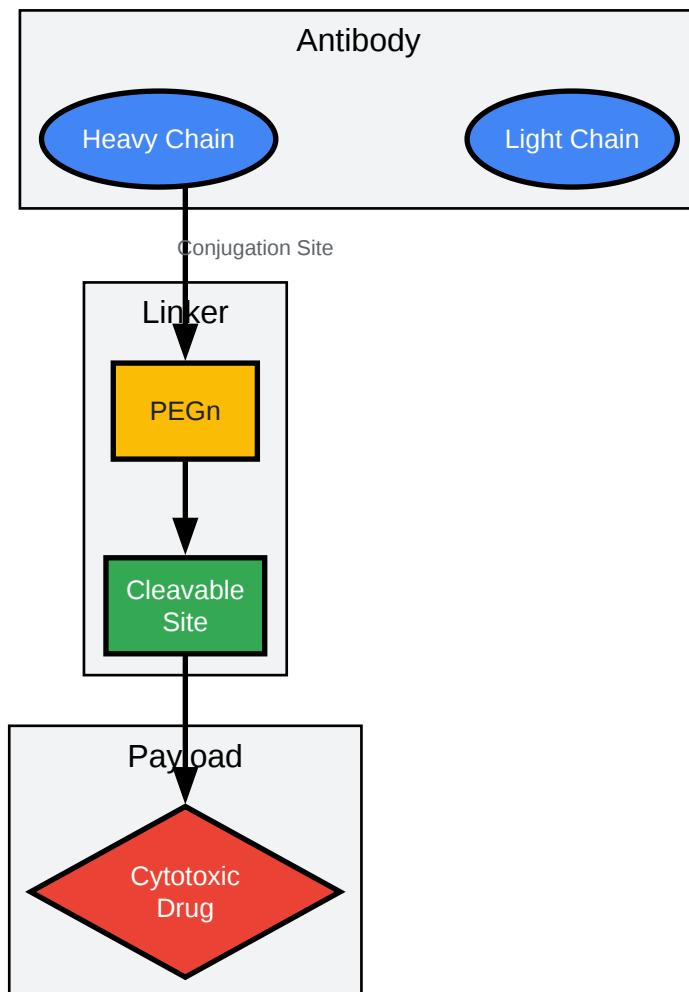 Antibody
Heavy Chain
Light Chain
Conjugation Site
Linker
PEGn
Cleavable
Site
Payload
Cytotoxic
Drug